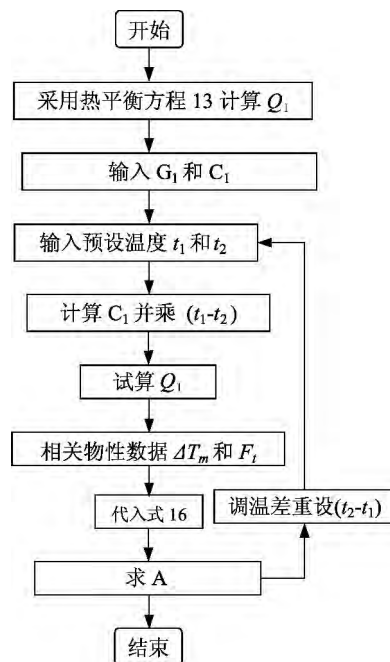 开始
采用热平衡方程 13 计算 Q₁
输入 G₁ 和 C₁
输入预设温度 t₁ 和 t₂
计算 C₁ 并乘 (t₁-t₂)
试算 Q₁
相关物性数据 ΔTₘ 和 Fₜ
代入式 16
调温差重设(t₂-t₁)
求 A
结束